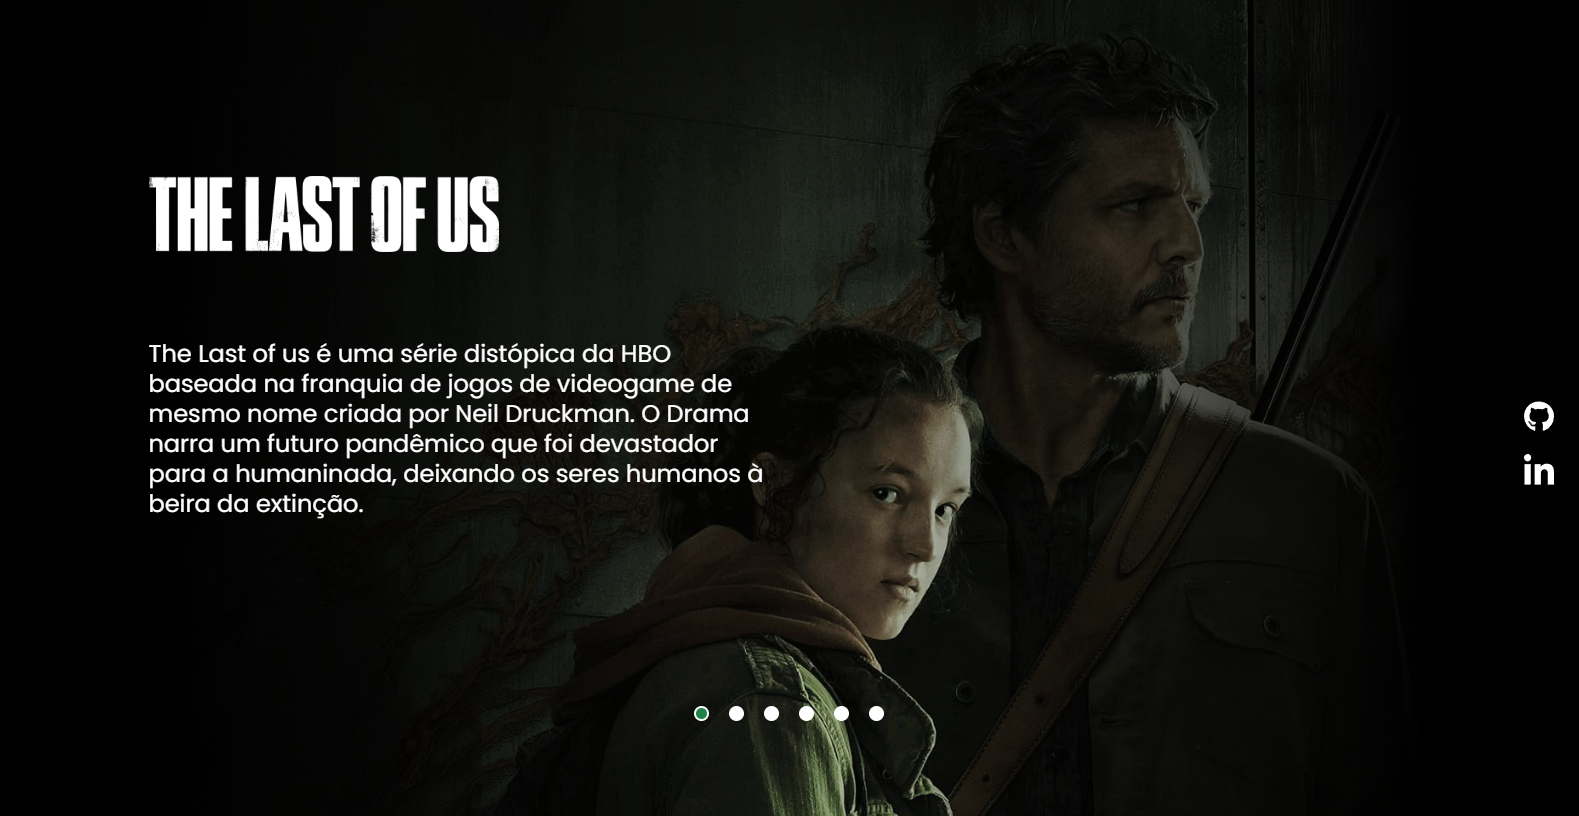 THE LAST OF US
The Last of us é uma série distópica da HBO
baseada na franquia de jogos de videogame de
mesmo nome criada por Neil Druckman. O Drama
narra um futuro pandêmico que foi devastador
para a humaninada, deixando os seres humanos à
beira da extinção.
in